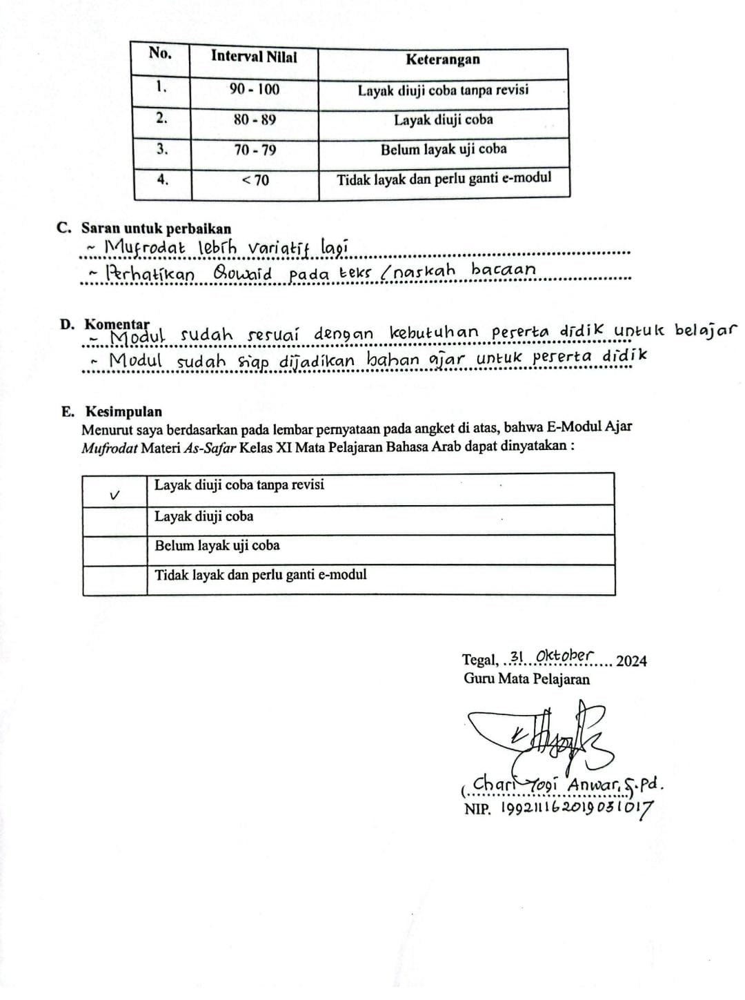 No. Interval Nilai Keterangan
1. 90 - 100 Layak diuji coba tanpa revisi
2. 80 - 89 Layak diuji coba
3. 70 - 79 Belum layak uji coba
4. < 70 Tidak layak dan perlu ganti e-modul
C. Saran untuk perbaikan
~ Mufrodat lebih variatif lagi
~ Perhatikan Qowaid pada teks / naskah bacaan
D. Komentar
~ Modul sudah sesuai dengan kebutuhan peserta didik untuk belajar
~ Modul sudah siap dijadikan bahan ajar untuk peserta didik
E. Kesimpulan
Menurut saya berdasarkan pada lembar pernyataan pada angket di atas, bahwa E-Modul Ajar
Mufrodat Materi As-Safar Kelas XI Mata Pelajaran Bahasa Arab dapat dinyatakan :
✓ Layak diuji coba tanpa revisi
Layak diuji coba
Belum layak uji coba
Tidak layak dan perlu ganti e-modul
Tegal, 31 Oktober 2024
Guru Mata Pelajaran
(Chari Yogi Anwar, S.Pd.
NIP. 199211162019031017